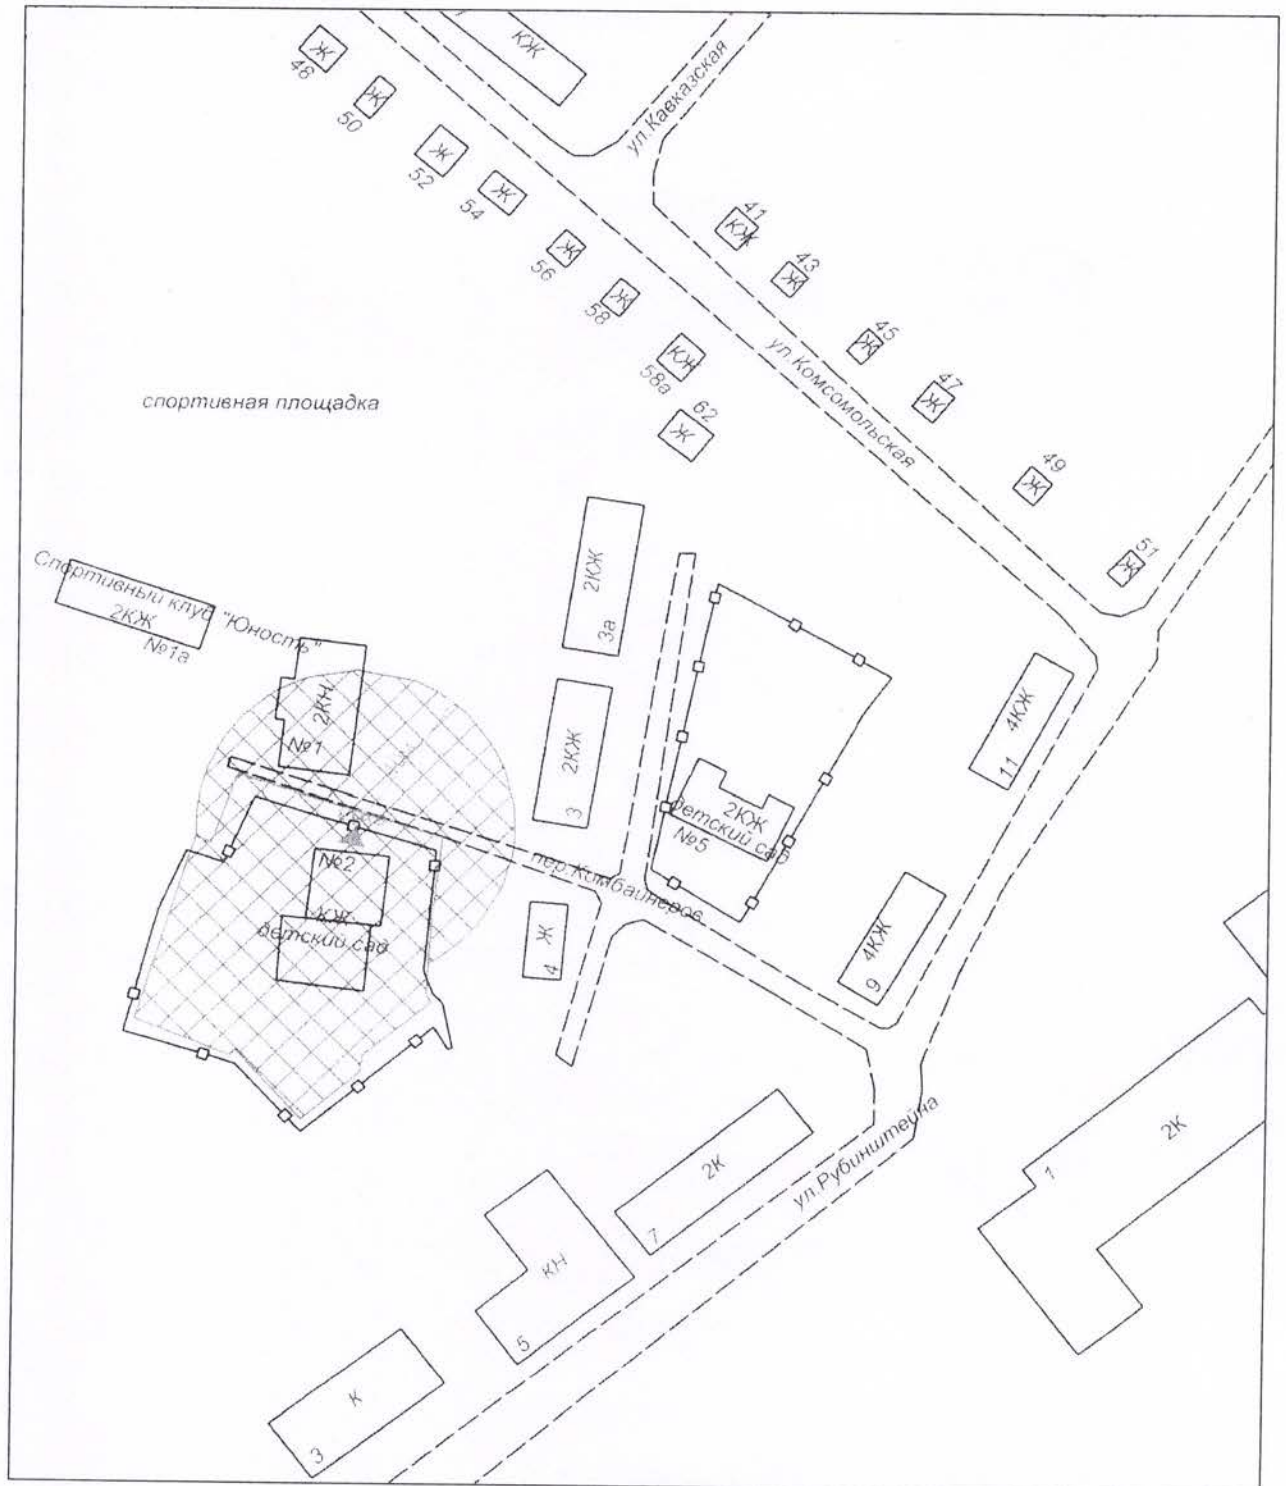 КЖ
ул.Кавказская
Ж
48
Ж
50
Ж
52
Ж
54
Ж
56
Ж
58
КЖ
58а
62
Ж
41
КЖ
43
Ж
45
Ж
47
Ж
49
Ж
51
Ж
ул.Комсомольская
спортивная площадка
Спортивный клуб "Юность"
2КЖ
№1а
2КН
№1
2КЖ
3а
2КЖ
3
2КЖ
детский сад
№5
4КЖ
11
4КЖ
9
№2
КЖ
детский сад
пер.Комбайнеров
Ж
4
2К
7
ул.Рубинштейна
2К
1
КН
5
К
3